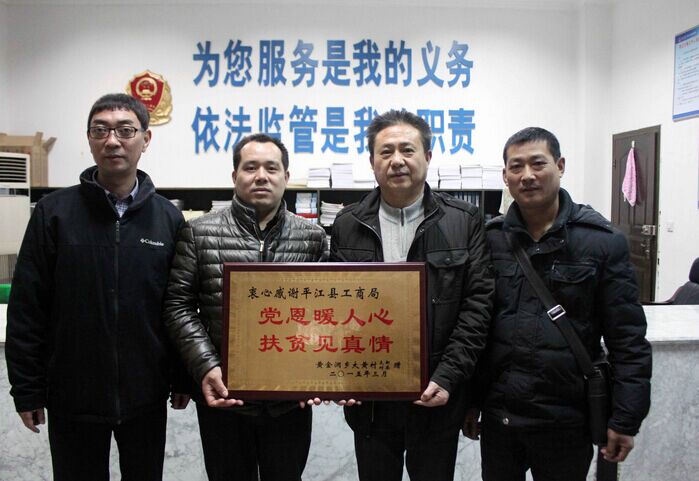 为您服务是我的义务
依法监管是我 职责
Columbia
衷心感谢平江县工商局
党恩暖人心
扶贫见真情
黄金洞乡大黄村 赠
二〇一五年三月